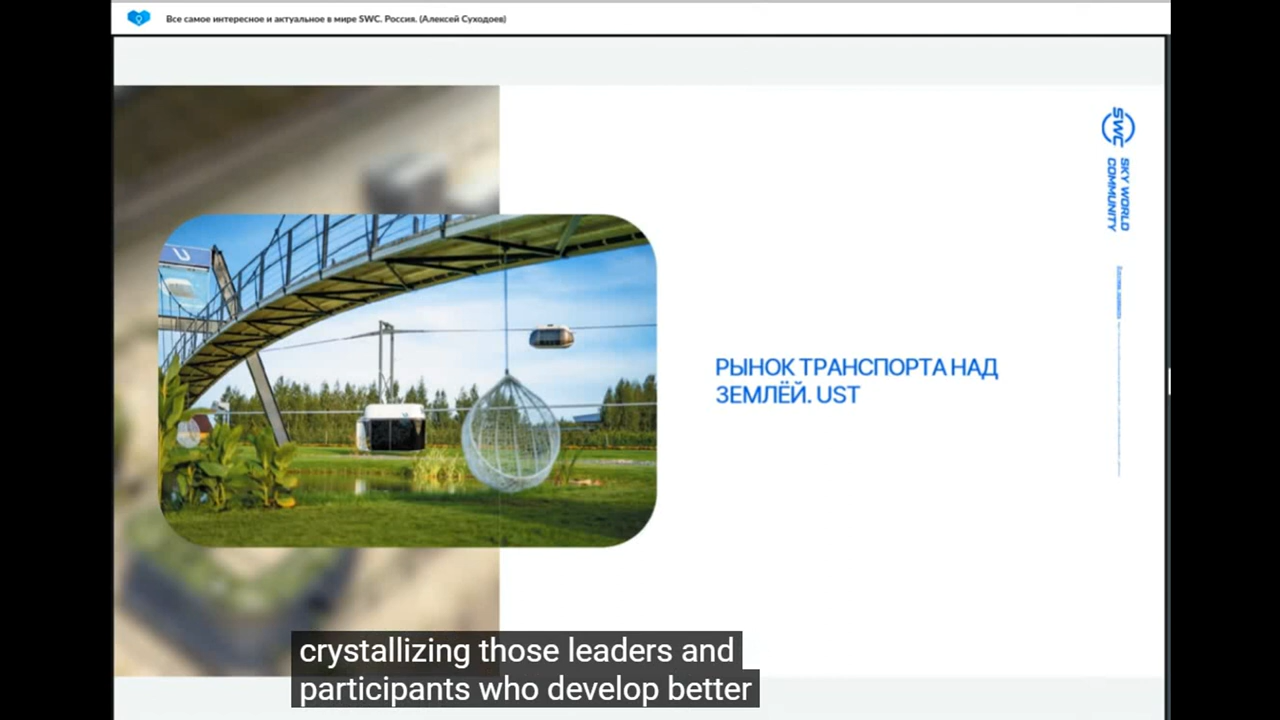 Все самое интересное и актуальное в мире SWC. Россия. (Алексей Суходоев)
SWC
SKY WORLD
COMMUNITY
U
РЫНОК ТРАНСПОРТА НАД
ЗЕМЛЁЙ. UST
crystallizing those leaders and
participants who develop better